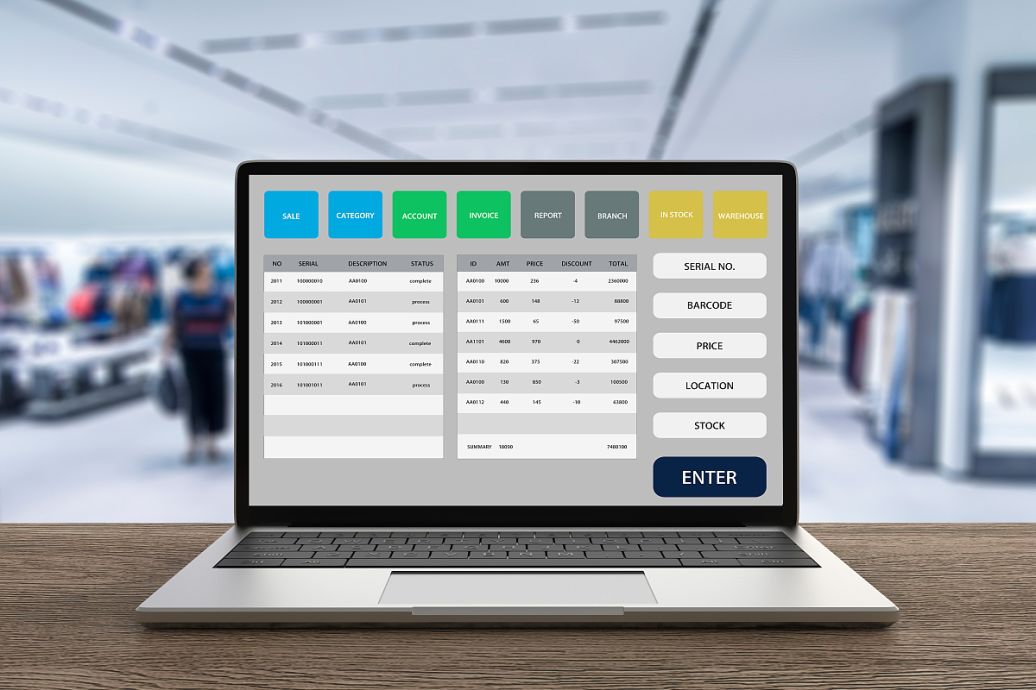 SALE CATEGORY ACCOUNT INVOICE REPORT BRANCH IN STOCK WAREHOUSE
NO SERIAL DESCRIPTION STATUS
2011 100000010 AA0100 complete
2012 100000001 AA0101 process
2013 101000001 AA0100 process
2014 101000011 AA0101 complete
2015 101000111 AA0100 complete
2016 101001011 AA0101 process
ID AMT PRICE DISCOUNT TOTAL
AA0100 10000 236 -4 2360000
AA0101 600 148 -12 88800
AA0111 1500 65 -50 97500
AA1101 4600 970 0 4462000
AA0110 820 375 -22 307500
AA0100 130 850 -3 100500
AA0112 440 145 -10 63800
SUMMARY 18090 7480100
SERIAL NO.
BARCODE
PRICE
LOCATION
STOCK
ENTER